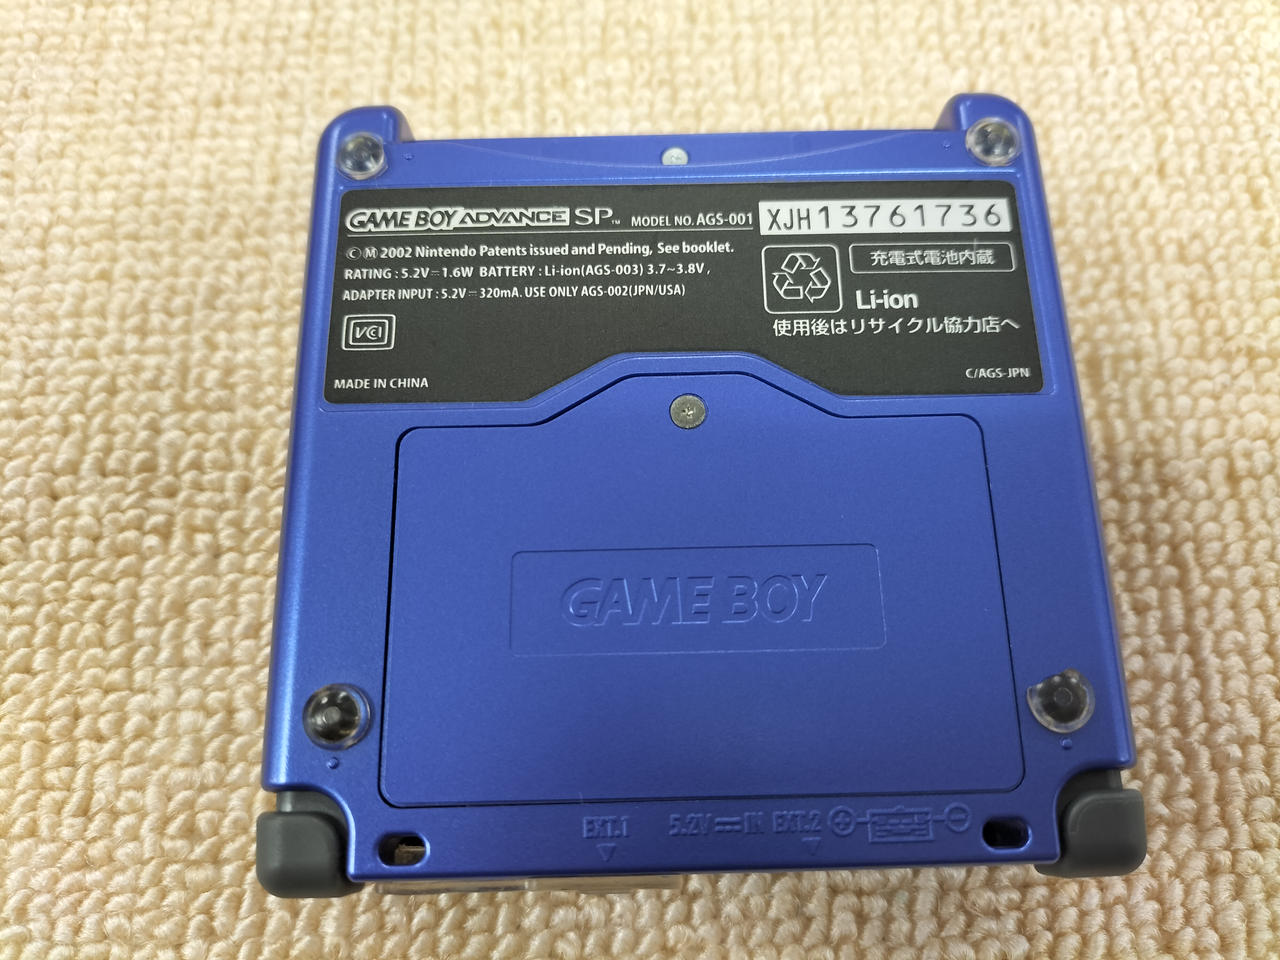 GAME BOY ADVANCE SP™ MODEL NO. AGS-001 XJH13761736
©Ⓜ 2002 Nintendo Patents issued and Pending, See booklet.
RATING : 5.2V⎓1.6W BATTERY : Li-ion(AGS-003) 3.7~3.8V ,
ADAPTER INPUT : 5.2V⎓320mA. USE ONLY AGS-002(JPN/USA)
VCI
MADE IN CHINA
充電式電池内蔵
Li-ion
使用後はリサイクル協力店へ
C/AGS-JPN
GAME BOY
EXT.1 5.2V⎓IN EXT.2